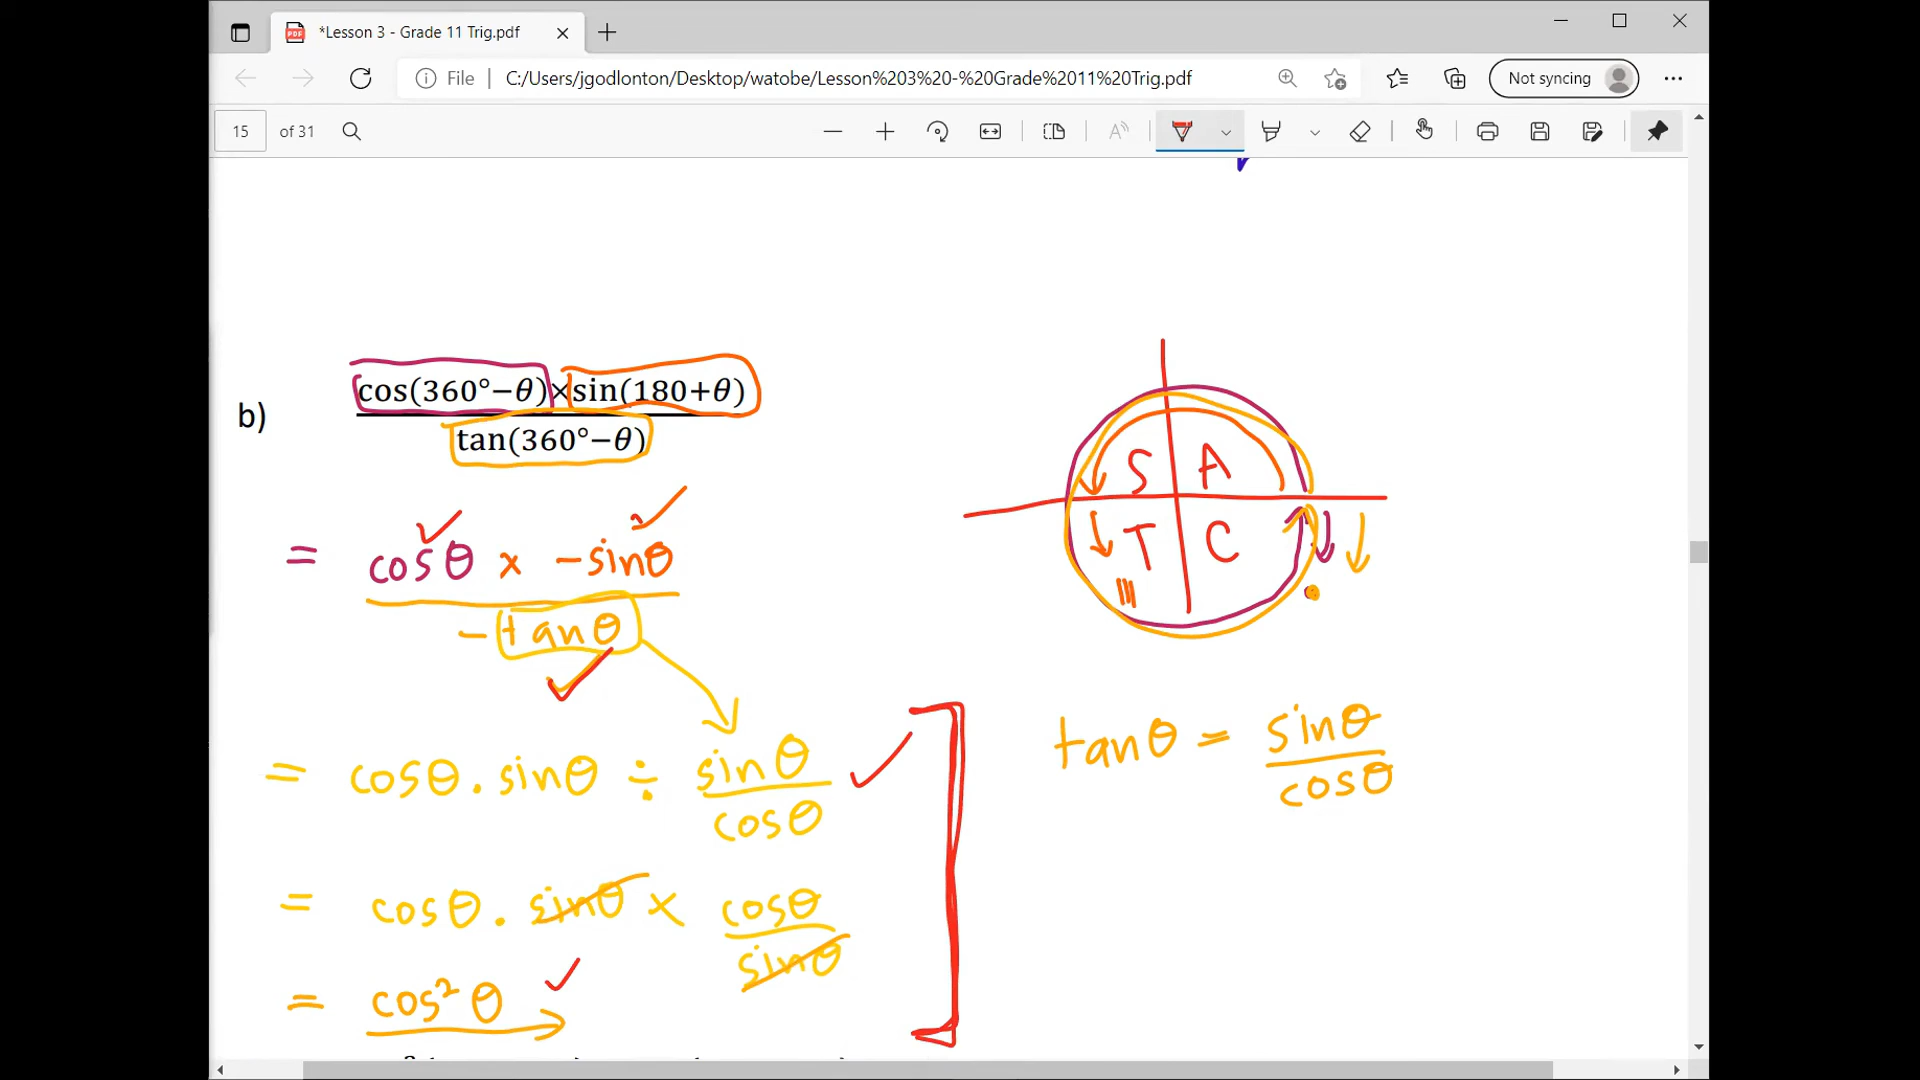 *Lesson 3 - Grade 11 Trig.pdf
File | C:/Users/jgodlonton/Desktop/watobe/Lesson%203%20-%20Grade%2011%20Trig.pdf
Not syncing
15 of 31
b) cos(360°−θ)×sin(180+θ)
tan(360°−θ)
= cosθ x −sinθ
− tanθ
= cosθ . sinθ ÷ sinθ
cosθ
= cosθ . sinθ x cosθ
sinθ
= cos²θ
S A
T C
III
tanθ = sinθ
cosθ